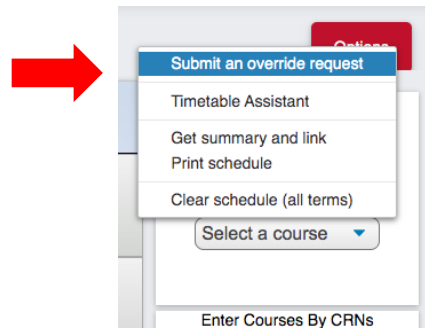 Options
Submit an override request
Timetable Assistant
Get summary and link
Print schedule
Clear schedule (all terms)
Select a course
Enter Courses By CRNs